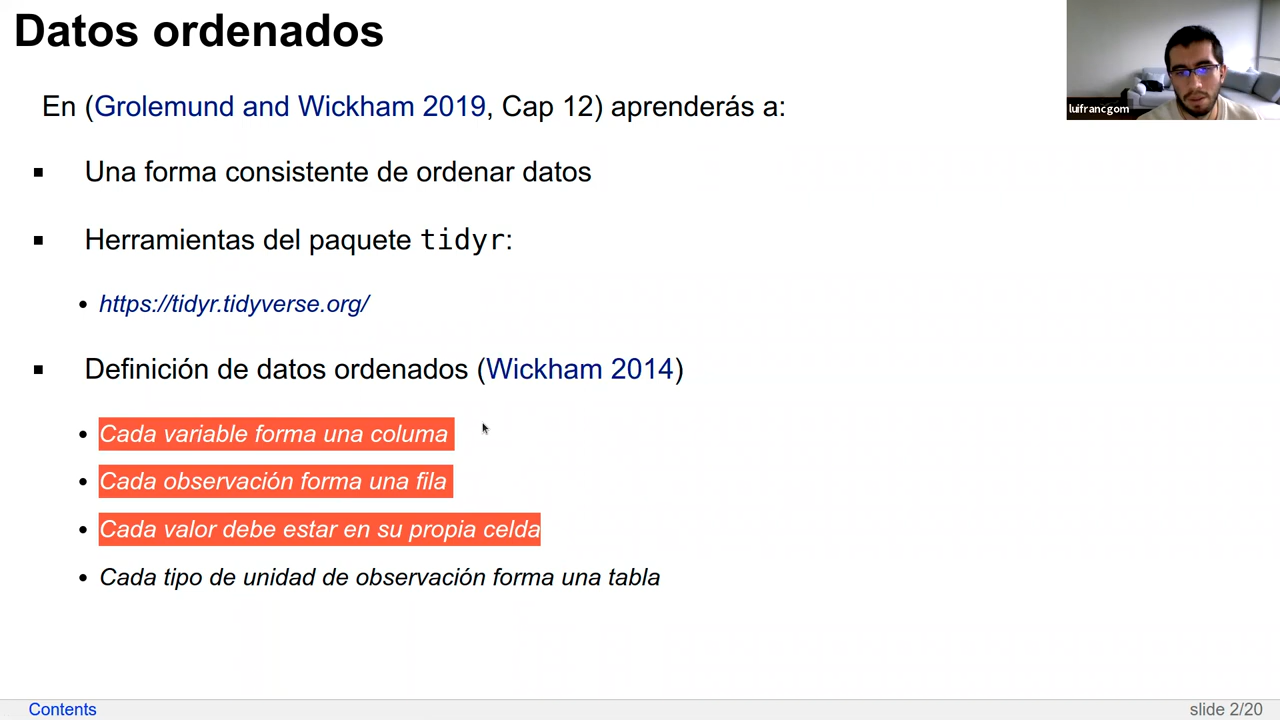 Datos ordenados
luifrancgom
En (Grolemund and Wickham 2019, Cap 12) aprenderás a:
Una forma consistente de ordenar datos
Herramientas del paquete tidyr:
https://tidyr.tidyverse.org/
Definición de datos ordenados (Wickham 2014)
Cada variable forma una columa
Cada observación forma una fila
Cada valor debe estar en su propia celda
Cada tipo de unidad de observación forma una tabla
Contents
slide 2/20